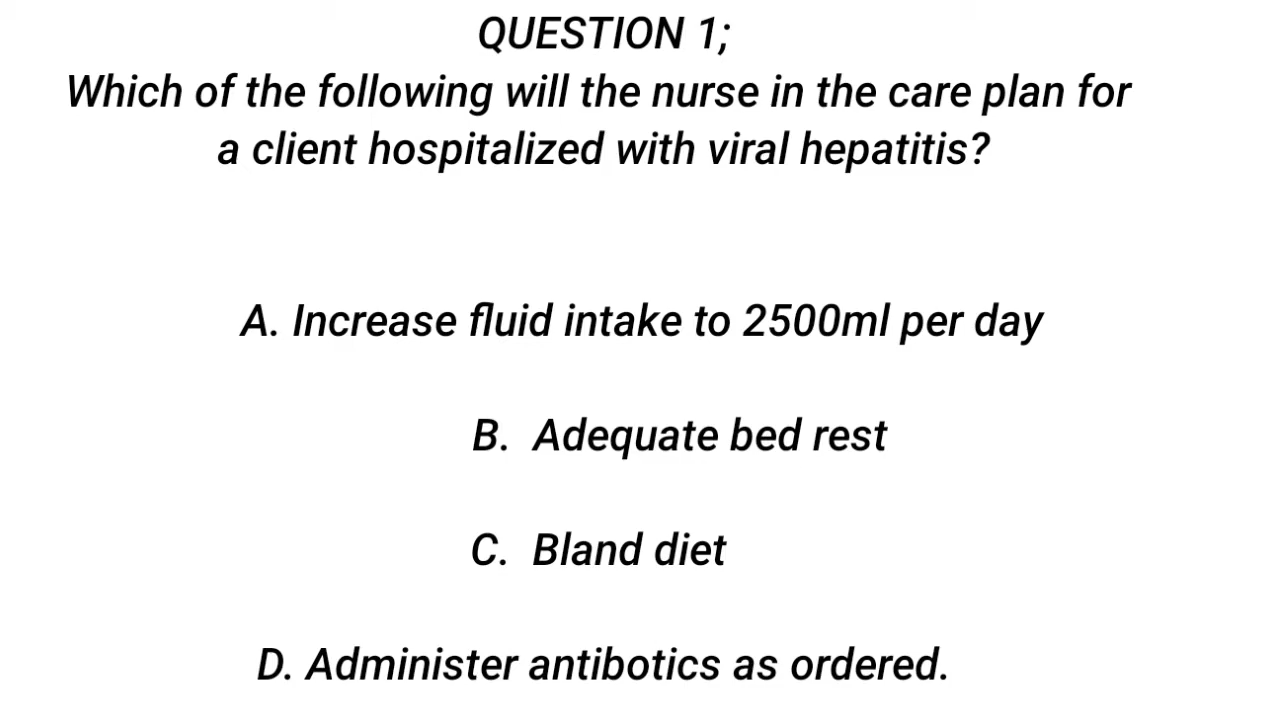 QUESTION 1;
Which of the following will the nurse in the care plan for
a client hospitalized with viral hepatitis?
A. Increase fluid intake to 2500ml per day
B. Adequate bed rest
C. Bland diet
D. Administer antibotics as ordered.